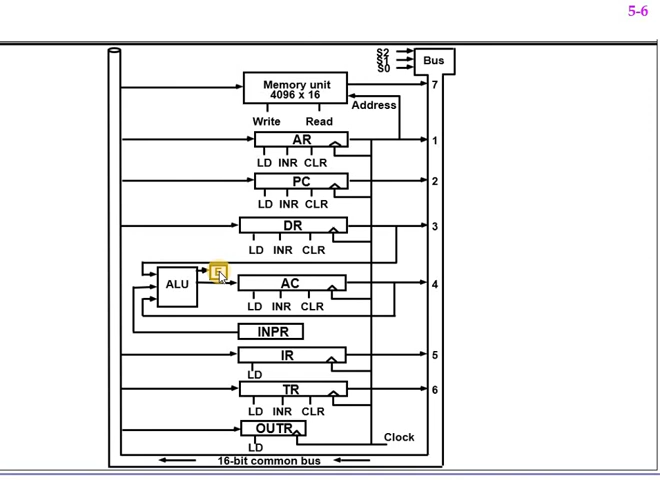 5-6
S2
S1
S0
Bus
Memory unit
4096 x 16
7
Address
Write Read
AR
1
LD INR CLR
PC
2
LD INR CLR
DR
3
LD INR CLR
E
ALU
AC
4
LD INR CLR
INPR
IR
5
LD
TR
6
LD INR CLR
OUTR
Clock
LD
16-bit common bus